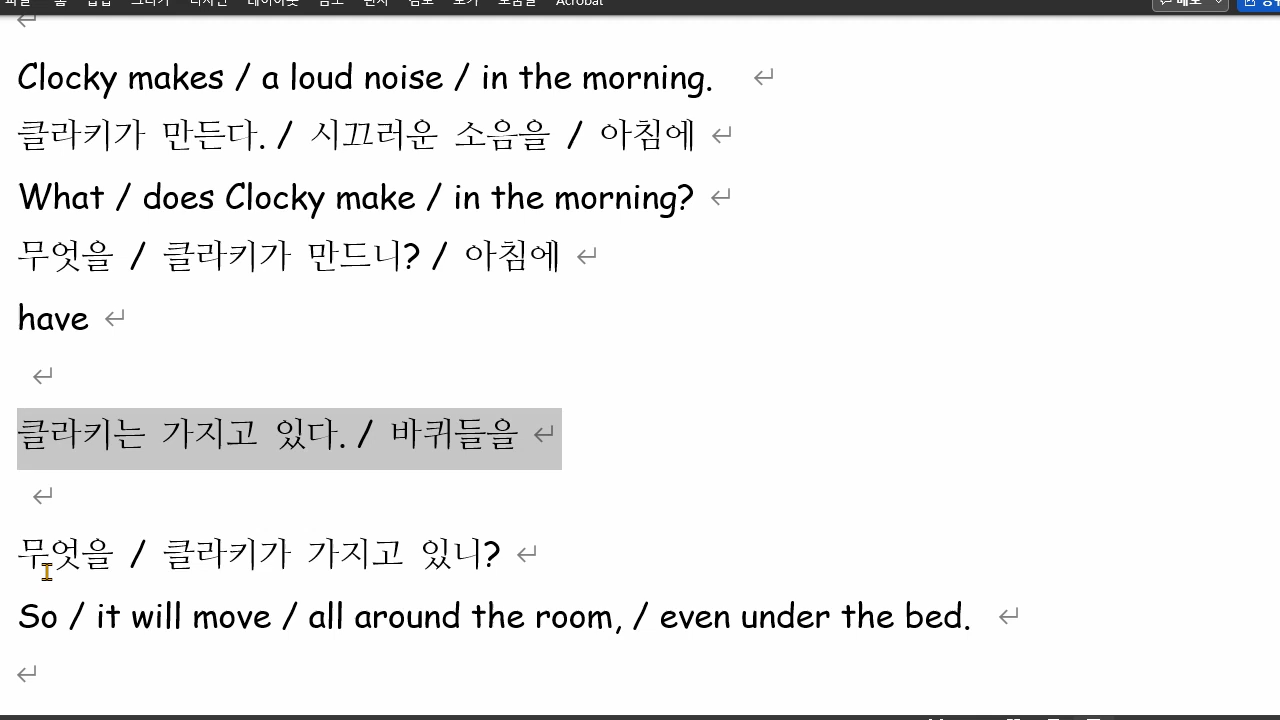 Clocky makes / a loud noise / in the morning.
클라키가 만든다. / 시끄러운 소음을 / 아침에
What / does Clocky make / in the morning?
무엇을 / 클라키가 만드니? / 아침에
have
클라키는 가지고 있다. / 바퀴들을
무엇을 / 클라키가 가지고 있니?
So / it will move / all around the room, / even under the bed.